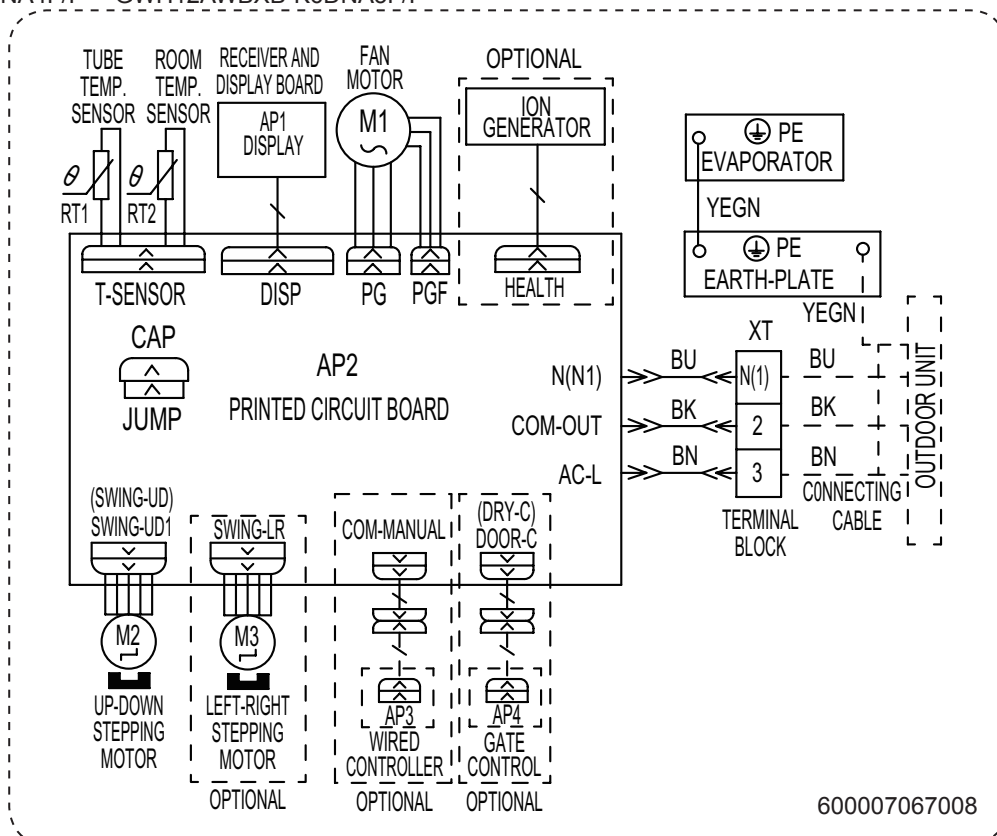 TUBE
TEMP.
SENSOR
ROOM
TEMP.
SENSOR
RECEIVER AND
DISPLAY BOARD
FAN
MOTOR
OPTIONAL
AP1
DISPLAY
M1
ION
GENERATOR
θ
RT1
θ
RT2
PE
EVAPORATOR
YEGN
PE
EARTH-PLATE
YEGN
T-SENSOR
DISP
PG
PGF
HEALTH
CAP
JUMP
AP2
PRINTED CIRCUIT BOARD
XT
N(N1)
BU
N(1)
BU
COM-OUT
BK
2
BK
AC-L
BN
3
BN
OUTDOOR UNIT
CONNECTING
CABLE
TERMINAL
BLOCK
(SWING-UD)
SWING-UD1
SWING-LR
COM-MANUAL
(DRY-C)
DOOR-C
M2
M3
UP-DOWN
STEPPING
MOTOR
LEFT-RIGHT
STEPPING
MOTOR
OPTIONAL
AP3
WIRED
CONTROLLER
OPTIONAL
AP4
GATE
CONTROL
OPTIONAL
600007067008